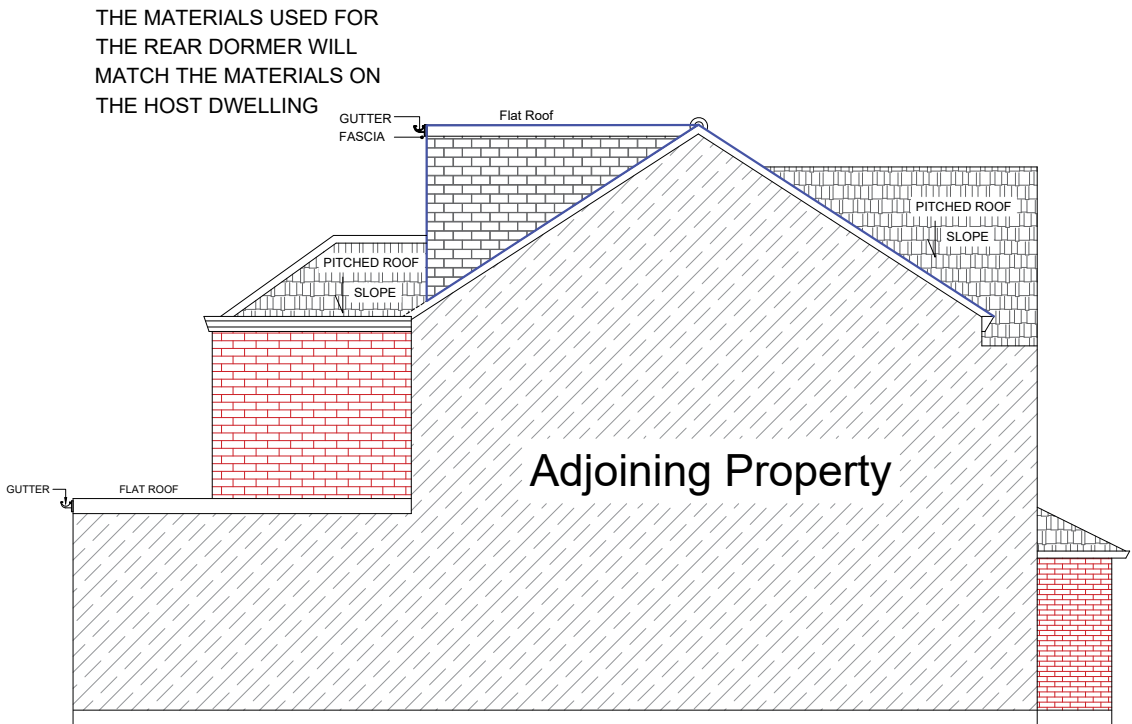 THE MATERIALS USED FOR
THE REAR DORMER WILL
MATCH THE MATERIALS ON
THE HOST DWELLING
GUTTER
Flat Roof
FASCIA
PITCHED ROOF
SLOPE
PITCHED ROOF
SLOPE
Adjoining Property
GUTTER
FLAT ROOF